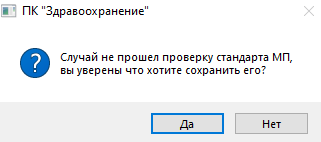 ПК "Здравоохранение"
Случай не прошел проверку стандарта МП,
вы уверены что хотите сохранить его?
Да
Нет